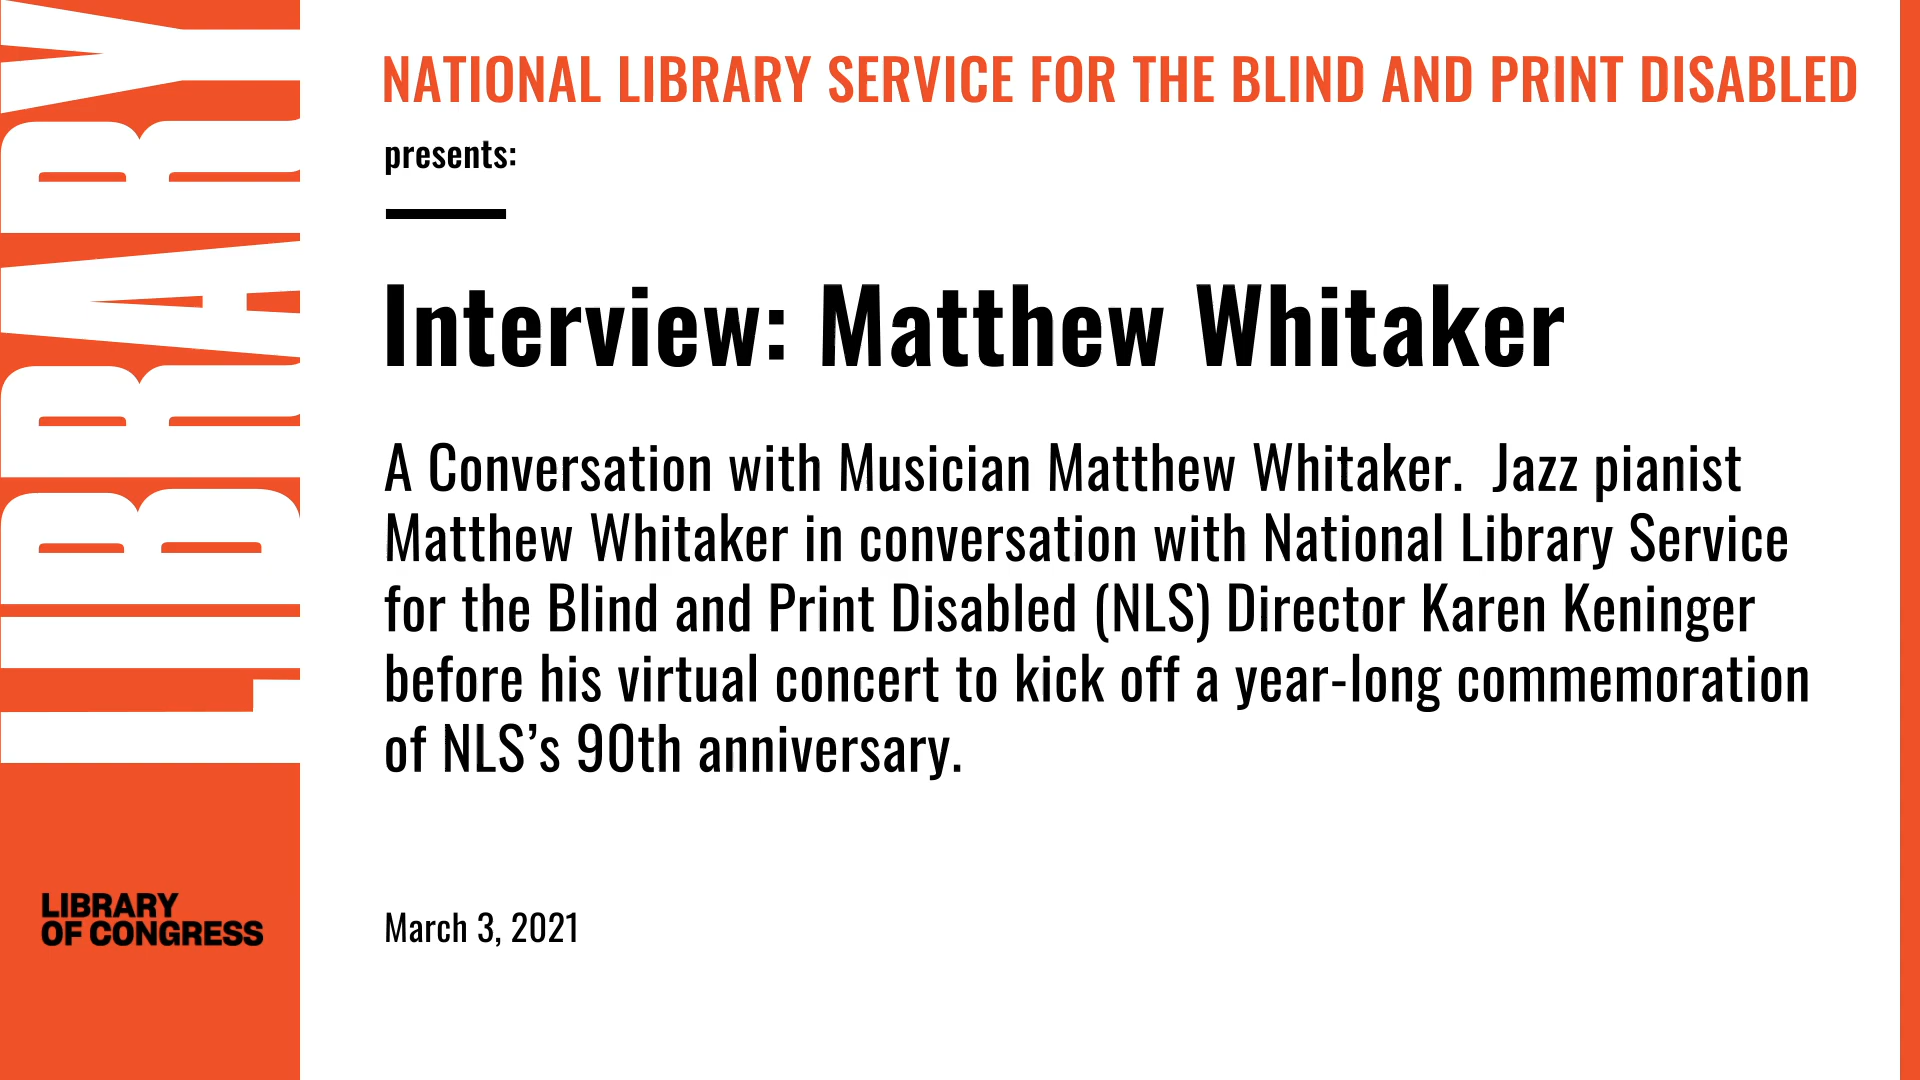 LIBRARY
NATIONAL LIBRARY SERVICE FOR THE BLIND AND PRINT DISABLED
presents:
Interview: Matthew Whitaker
A Conversation with Musician Matthew Whitaker.  Jazz pianist
Matthew Whitaker in conversation with National Library Service
for the Blind and Print Disabled (NLS) Director Karen Keninger
before his virtual concert to kick off a year-long commemoration
of NLS’s 90th anniversary.
March 3, 2021
LIBRARY
OF CONGRESS